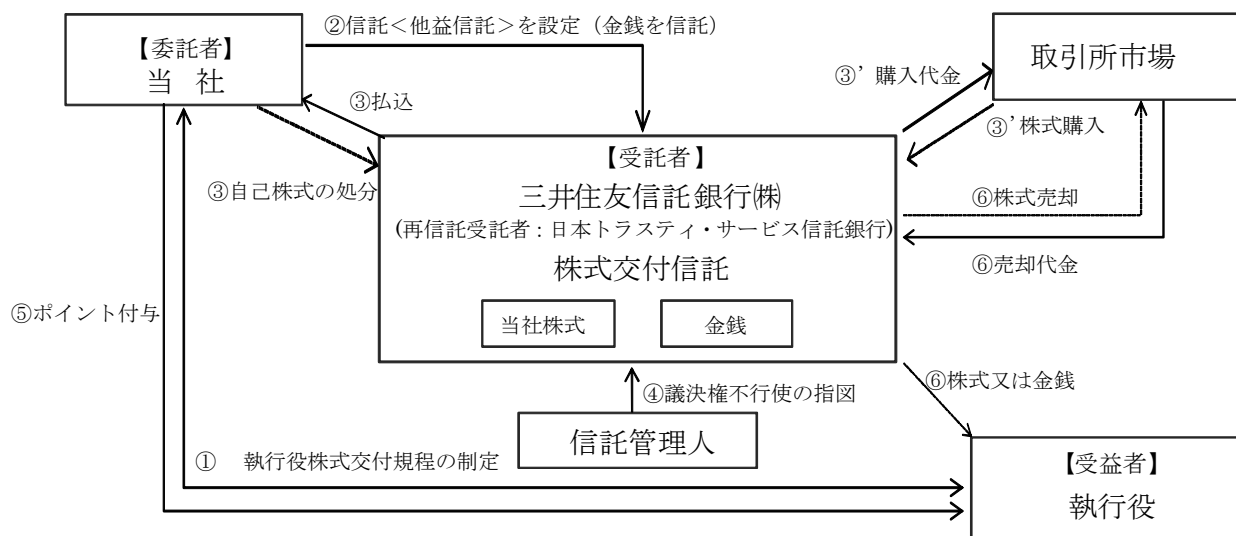 ②信託<他益信託>を設定（金銭を信託）
【委託者】
当 社
取引所市場
③’購入代金
③払込
③’株式購入
【受託者】
③自己株式の処分
三井住友信託銀行㈱
⑥株式売却
(再信託受託者：日本トラスティ・サービス信託銀行)
株式交付信託
⑥売却代金
⑤ポイント付与
当社株式
金銭
⑥株式又は金銭
④議決権不行使の指図
信託管理人
① 執行役株式交付規程の制定
【受益者】
執行役